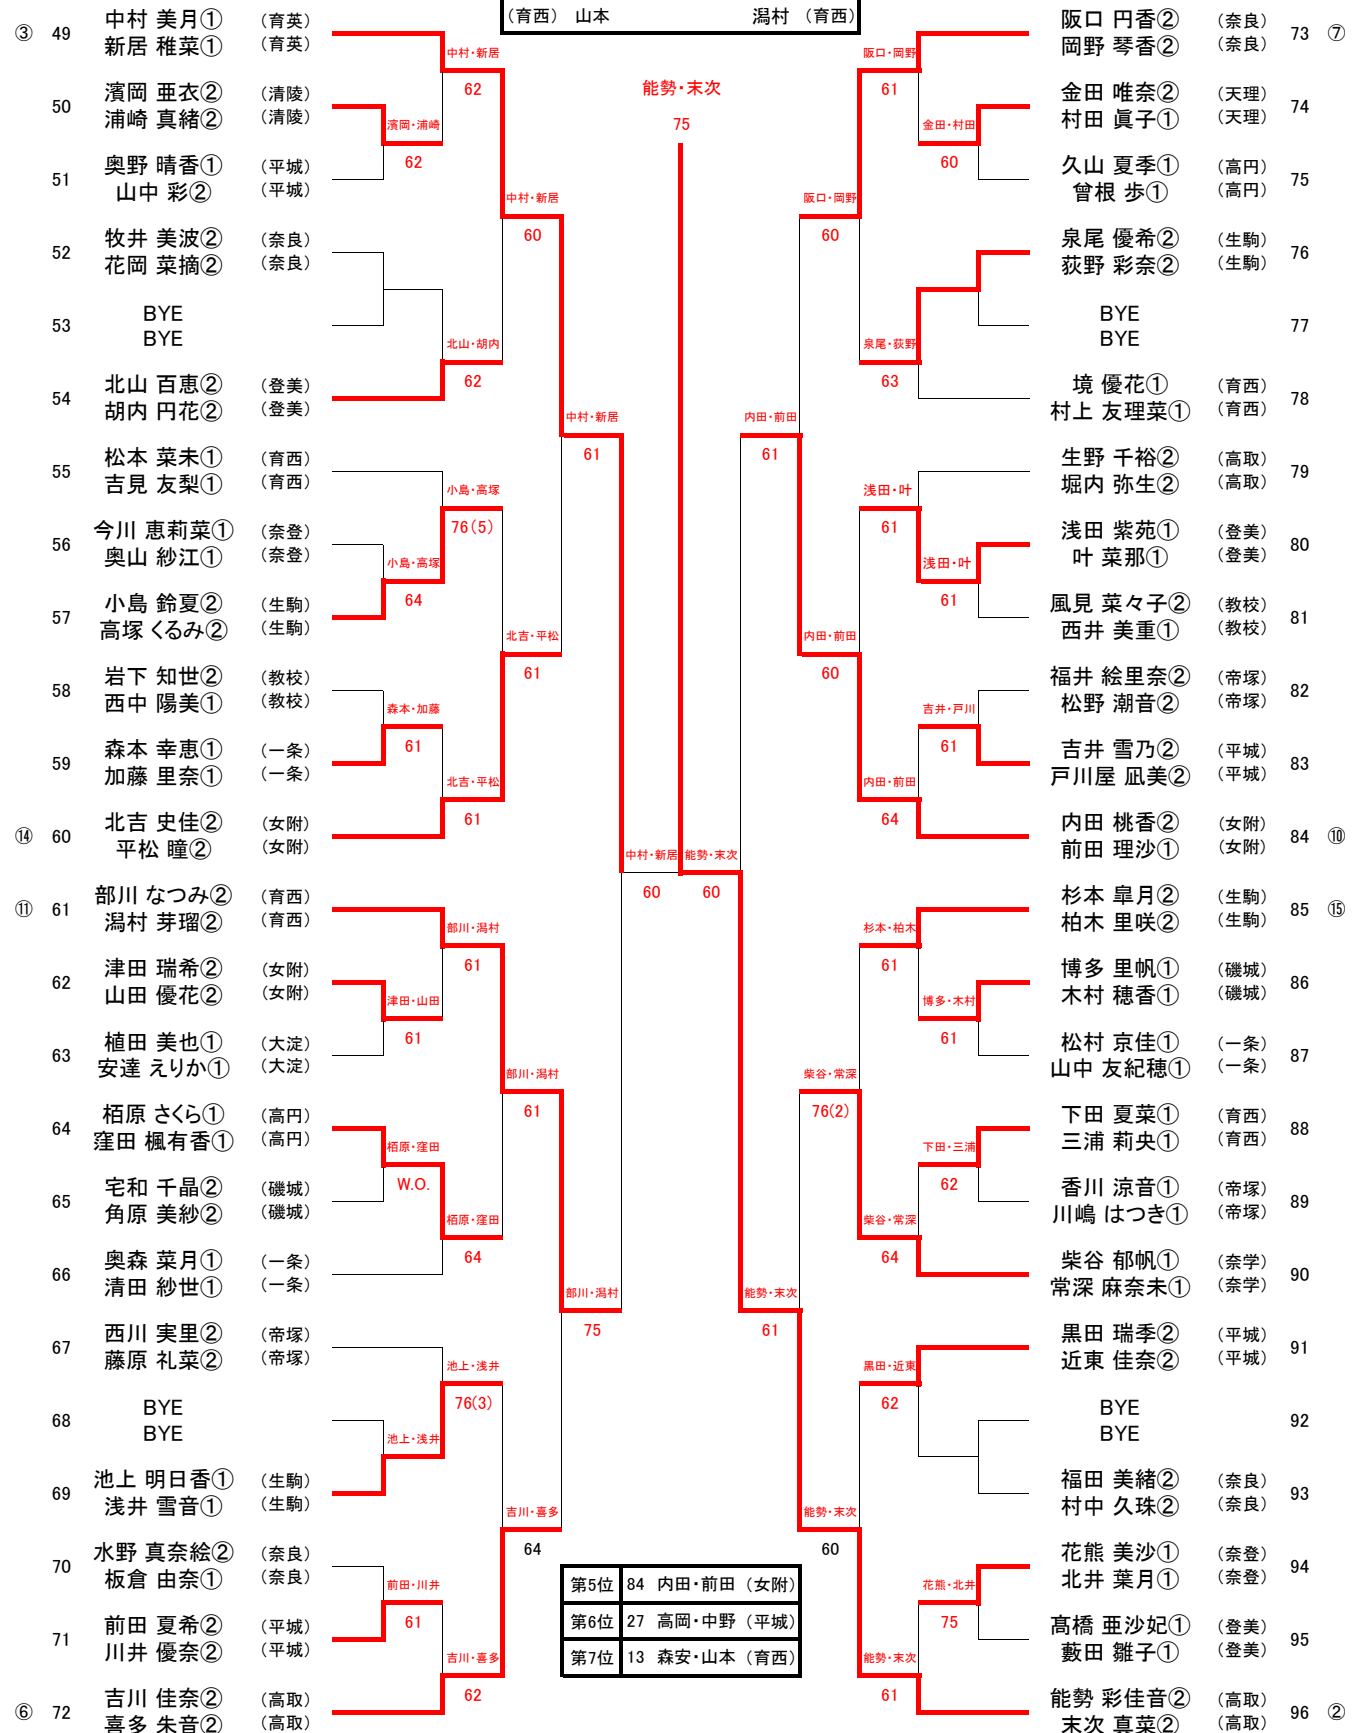 (育西) 山本 潟村 (育西)
能勢・末次
75
③ 49 中村 美月① (育英)
新居 稚菜① (育英)
50 濱岡 亜衣② (清陵)
浦崎 真緒② (清陵)
51 奥野 晴香① (平城)
山中 彩② (平城)
52 牧井 美波② (奈良)
花岡 菜摘② (奈良)
53 BYE
BYE
54 北山 百恵② (登美)
胡内 円花② (登美)
55 松本 菜未① (育西)
吉見 友梨① (育西)
56 今川 恵莉菜① (奈登)
奥山 紗江① (奈登)
57 小島 鈴夏② (生駒)
高塚 くるみ② (生駒)
58 岩下 知世② (教校)
西中 陽美① (教校)
59 森本 幸恵① (一条)
加藤 里奈① (一条)
⑭ 60 北吉 史佳② (女附)
平松 瞳② (女附)
⑪ 61 部川 なつみ② (育西)
潟村 芽瑠② (育西)
62 津田 瑞希② (女附)
山田 優花② (女附)
63 植田 美也① (大淀)
安達 えりか① (大淀)
64 栢原 さくら① (高円)
窪田 楓有香① (高円)
65 宅和 千晶② (磯城)
角原 美紗② (磯城)
66 奥森 菜月① (一条)
清田 紗世① (一条)
67 西川 実里② (帝塚)
藤原 礼菜② (帝塚)
68 BYE
BYE
69 池上 明日香① (生駒)
浅井 雪音① (生駒)
70 水野 真奈絵② (奈良)
板倉 由奈① (奈良)
71 前田 夏希② (平城)
川井 優奈② (平城)
⑥ 72 吉川 佳奈② (高取)
喜多 朱音② (高取)
濱岡・浦崎
62
小島・高塚
64
森本・加藤
61
津田・山田
61
栢原・窪田
W.O.
池上・浅井
前田・川井
61
中村・新居
62
北山・胡内
62
小島・高塚
76(5)
北吉・平松
61
部川・潟村
61
栢原・窪田
64
池上・浅井
76(3)
吉川・喜多
62
中村・新居
60
北吉・平松
61
部川・潟村
61
吉川・喜多
64
中村・新居
61
部川・潟村
75
中村・新居
60
能勢・末次
60
内田・前田
61
能勢・末次
61
阪口・岡野
60
内田・前田
60
柴谷・常深
76(2)
能勢・末次
60
阪口・岡野
61
泉尾・荻野
63
浅田・叶
61
内田・前田
64
杉本・柏木
61
柴谷・常深
64
黒田・近東
62
能勢・末次
61
金田・村田
60
浅田・叶
61
吉井・戸川
61
博多・木村
61
下田・三浦
62
花熊・北井
75
阪口 円香② (奈良) 73 ⑦
岡野 琴香② (奈良)
金田 唯奈② (天理) 74
村田 眞子① (天理)
久山 夏季① (高円) 75
曾根 歩① (高円)
泉尾 優希② (生駒) 76
荻野 彩奈② (生駒)
BYE 77
BYE
境 優花① (育西) 78
村上 友理菜① (育西)
生野 千裕② (高取) 79
堀内 弥生② (高取)
浅田 紫苑① (登美) 80
叶 菜那① (登美)
風見 菜々子② (教校) 81
西井 美重① (教校)
福井 絵里奈② (帝塚) 82
松野 潮音② (帝塚)
吉井 雪乃② (平城) 83
戸川屋 凪美② (平城)
内田 桃香② (女附) 84 ⑩
前田 理沙① (女附)
杉本 皐月② (生駒) 85 ⑮
柏木 里咲② (生駒)
博多 里帆① (磯城) 86
木村 穂香① (磯城)
松村 京佳① (一条) 87
山中 友紀穂① (一条)
下田 夏菜① (育西) 88
三浦 莉央① (育西)
香川 涼音① (帝塚) 89
川嶋 はつき① (帝塚)
柴谷 郁帆① (奈学) 90
常深 麻奈未① (奈学)
黒田 瑞季② (平城) 91
近東 佳奈② (平城)
BYE 92
BYE
福田 美緒② (奈良) 93
村中 久珠② (奈良)
花熊 美沙① (奈登) 94
北井 葉月① (奈登)
髙橋 亜沙妃① (登美) 95
藪田 雛子① (登美)
能勢 彩佳音② (高取) 96 ②
末次 真菜② (高取)
第5位 84 内田・前田 (女附)
第6位 27 高岡・中野 (平城)
第7位 13 森安・山本 (育西)